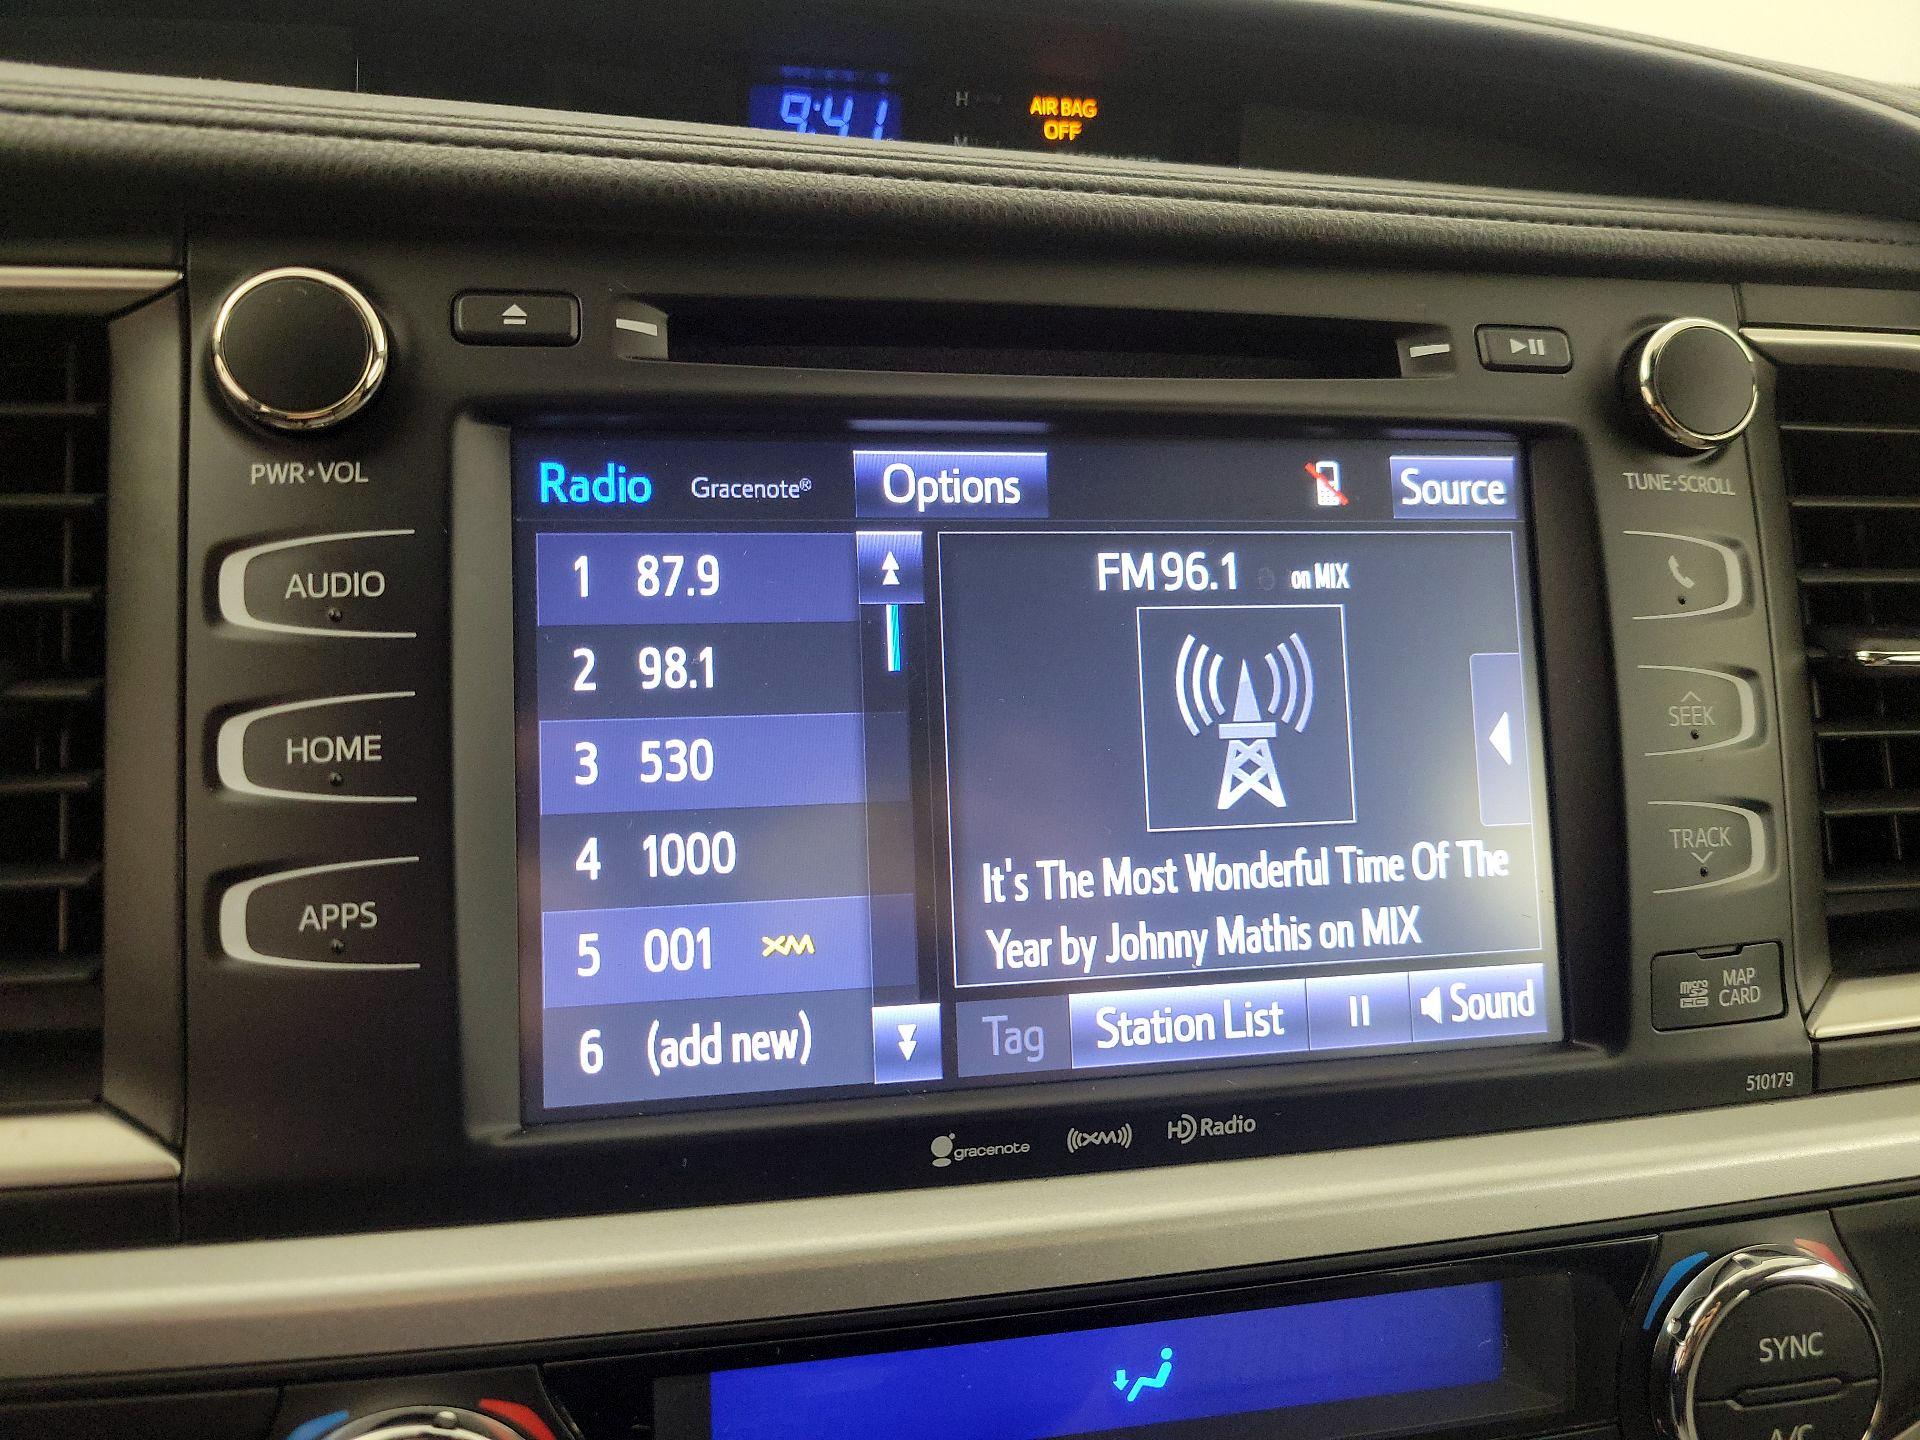 9:41
AIR BAG
OFF
PWR•VOL
AUDIO
HOME
APPS
TUNE•SCROLL
SEEK
TRACK
micro SD HC
MAP
CARD
510179
Radio Gracenote® Options Source
1 87.9
2 98.1
3 530
4 1000
5 001 XM
6 (add new)
FM 96.1 on MIX
It's The Most Wonderful Time Of The
Year by Johnny Mathis on MIX
Tag Station List Sound
gracenote ((XM)) HD Radio
SYNC
A/C